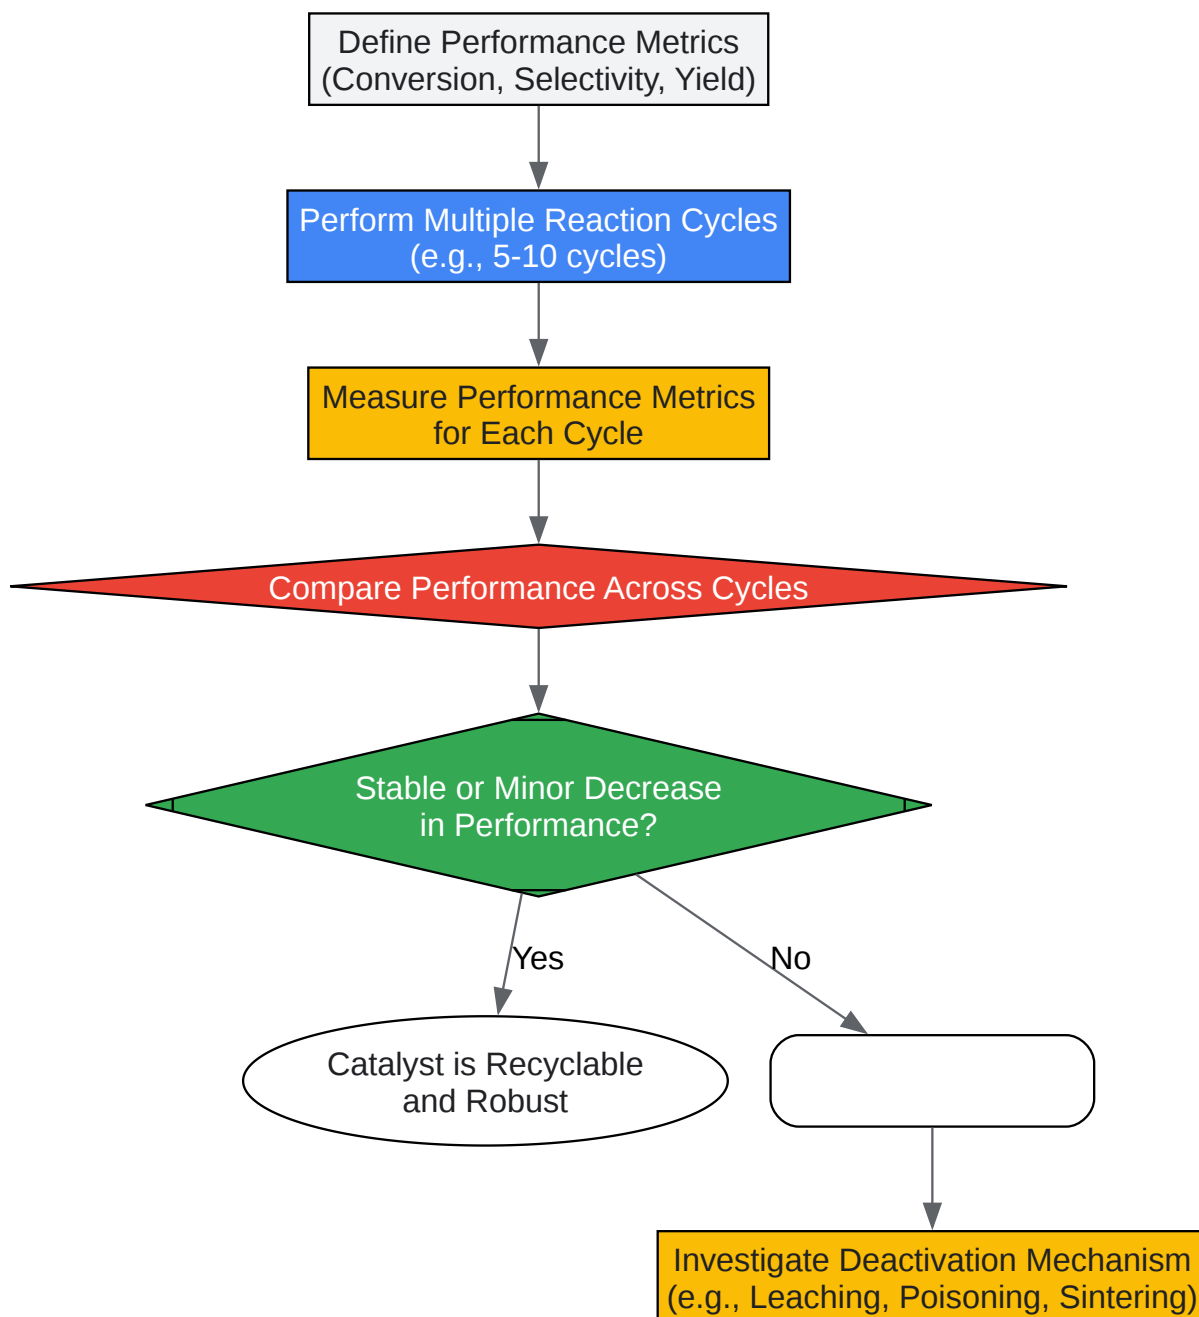 Define Performance Metrics
(Conversion, Selectivity, Yield)
Perform Multiple Reaction Cycles
(e.g., 5-10 cycles)
Measure Performance Metrics
for Each Cycle
Compare Performance Across Cycles
Stable or Minor Decrease
in Performance?
Yes
No
Catalyst is Recyclable
and Robust
Investigate Deactivation Mechanism
(e.g., Leaching, Poisoning, Sintering)